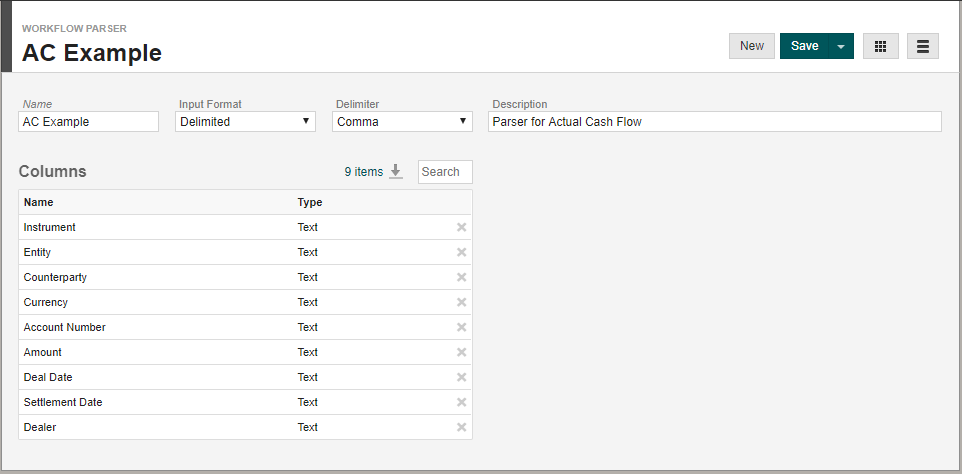 WORKFLOW PARSER
AC Example
New Save
Name Input Format Delimiter Description
AC Example Delimited Comma Parser for Actual Cash Flow
Columns 9 items Search
Name Type
Instrument Text
Entity Text
Counterparty Text
Currency Text
Account Number Text
Amount Text
Deal Date Text
Settlement Date Text
Dealer Text